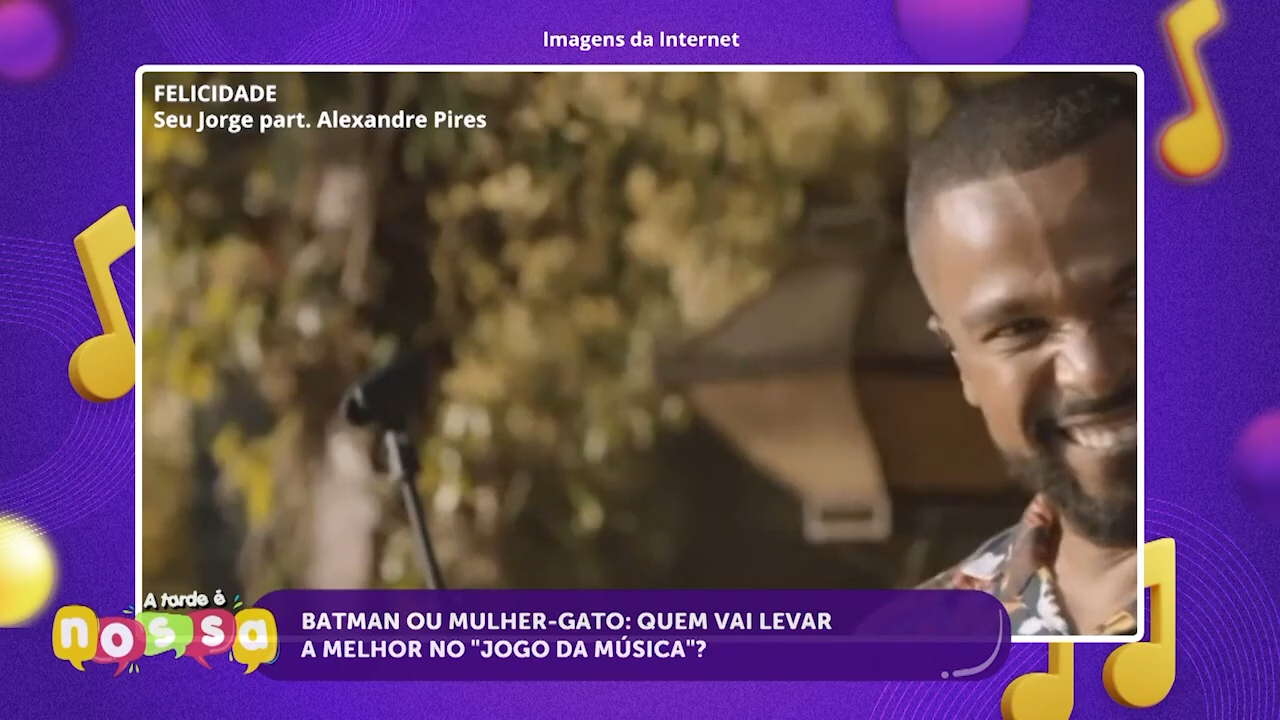 Imagens da Internet
FELICIDADE
Seu Jorge part. Alexandre Pires
A tarde é
nossa
BATMAN OU MULHER-GATO: QUEM VAI LEVAR
A MELHOR NO "JOGO DA MÚSICA"?